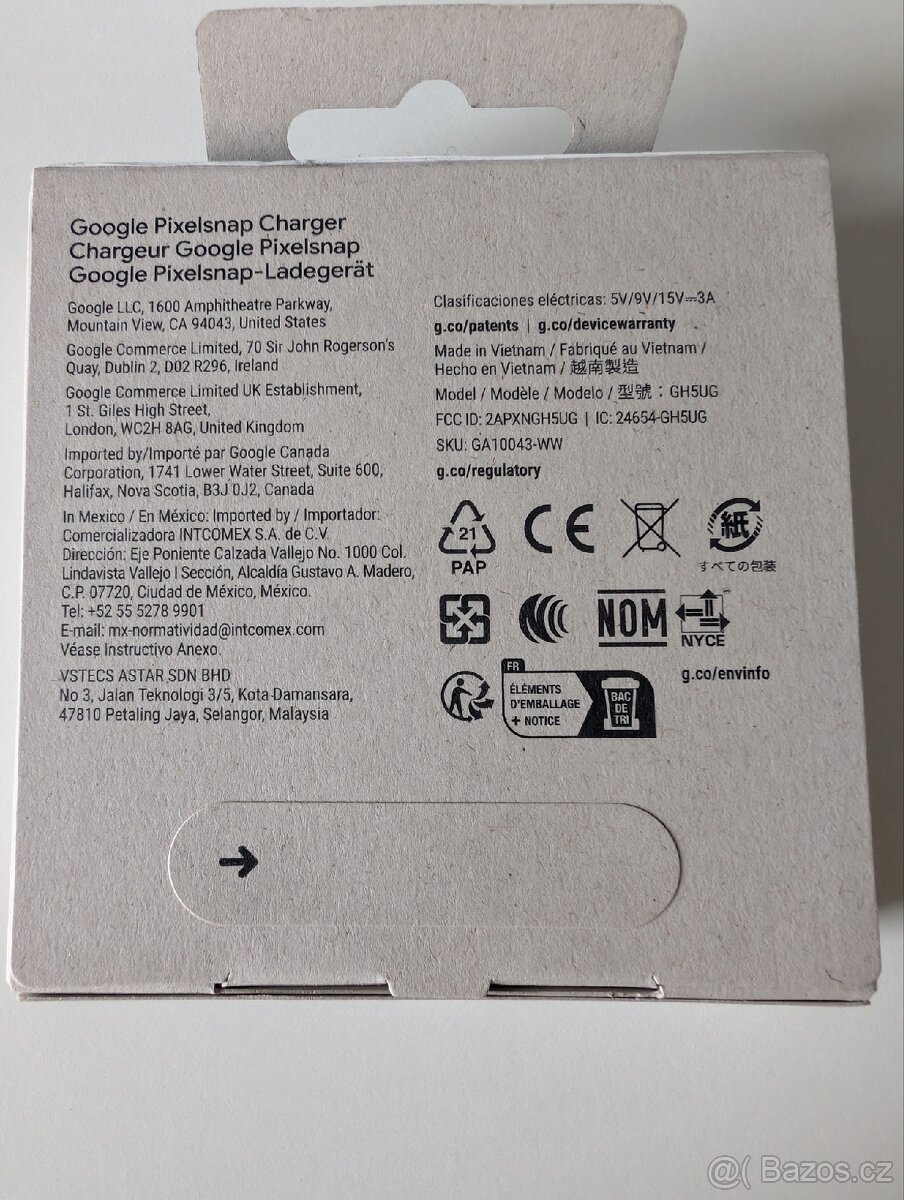 Google Pixelsnap Charger
Chargeur Google Pixelsnap
Google Pixelsnap-Ladegerät
Google LLC, 1600 Amphitheatre Parkway,
Mountain View, CA 94043, United States
Google Commerce Limited, 70 Sir John Rogerson's
Quay, Dublin 2, D02 R296, Ireland
Google Commerce Limited UK Establishment,
1 St. Giles High Street,
London, WC2H 8AG, United Kingdom
Imported by/Importé par Google Canada
Corporation, 1741 Lower Water Street, Suite 600,
Halifax, Nova Scotia, B3J 0J2, Canada
In Mexico / En México: Imported by / Importador:
Comercializadora INTCOMEX S.A. de C.V.
Dirección: Eje Poniente Calzada Vallejo No. 1000 Col.
Lindavista Vallejo I Sección, Alcaldía Gustavo A. Madero,
C.P. 07720, Ciudad de México, México.
Tel: +52 55 5278 9901
E-mail: mx-normatividad@intcomex.com
Véase Instructivo Anexo.
VSTECS ASTAR SDN BHD
No 3, Jalan Teknologi 3/5, Kota Damansara,
47810 Petaling Jaya, Selangor, Malaysia
Clasificaciones eléctricas: 5V/9V/15V⎓3A
g.co/patents | g.co/devicewarranty
Made in Vietnam / Fabriqué au Vietnam /
Hecho en Vietnam / 越南製造
Model / Modèle / Modelo / 型號：GH5UG
FCC ID: 2APXNGH5UG | IC: 24654-GH5UG
SKU: GA10043-WW
g.co/regulatory
21
PAP
CE
紙
すべての包装
NOM
NYCE
FR
ÉLÉMENTS
D'EMBALLAGE
+ NOTICE
BAC
DE
TRI
g.co/envinfo
→
@( Bazos.cz